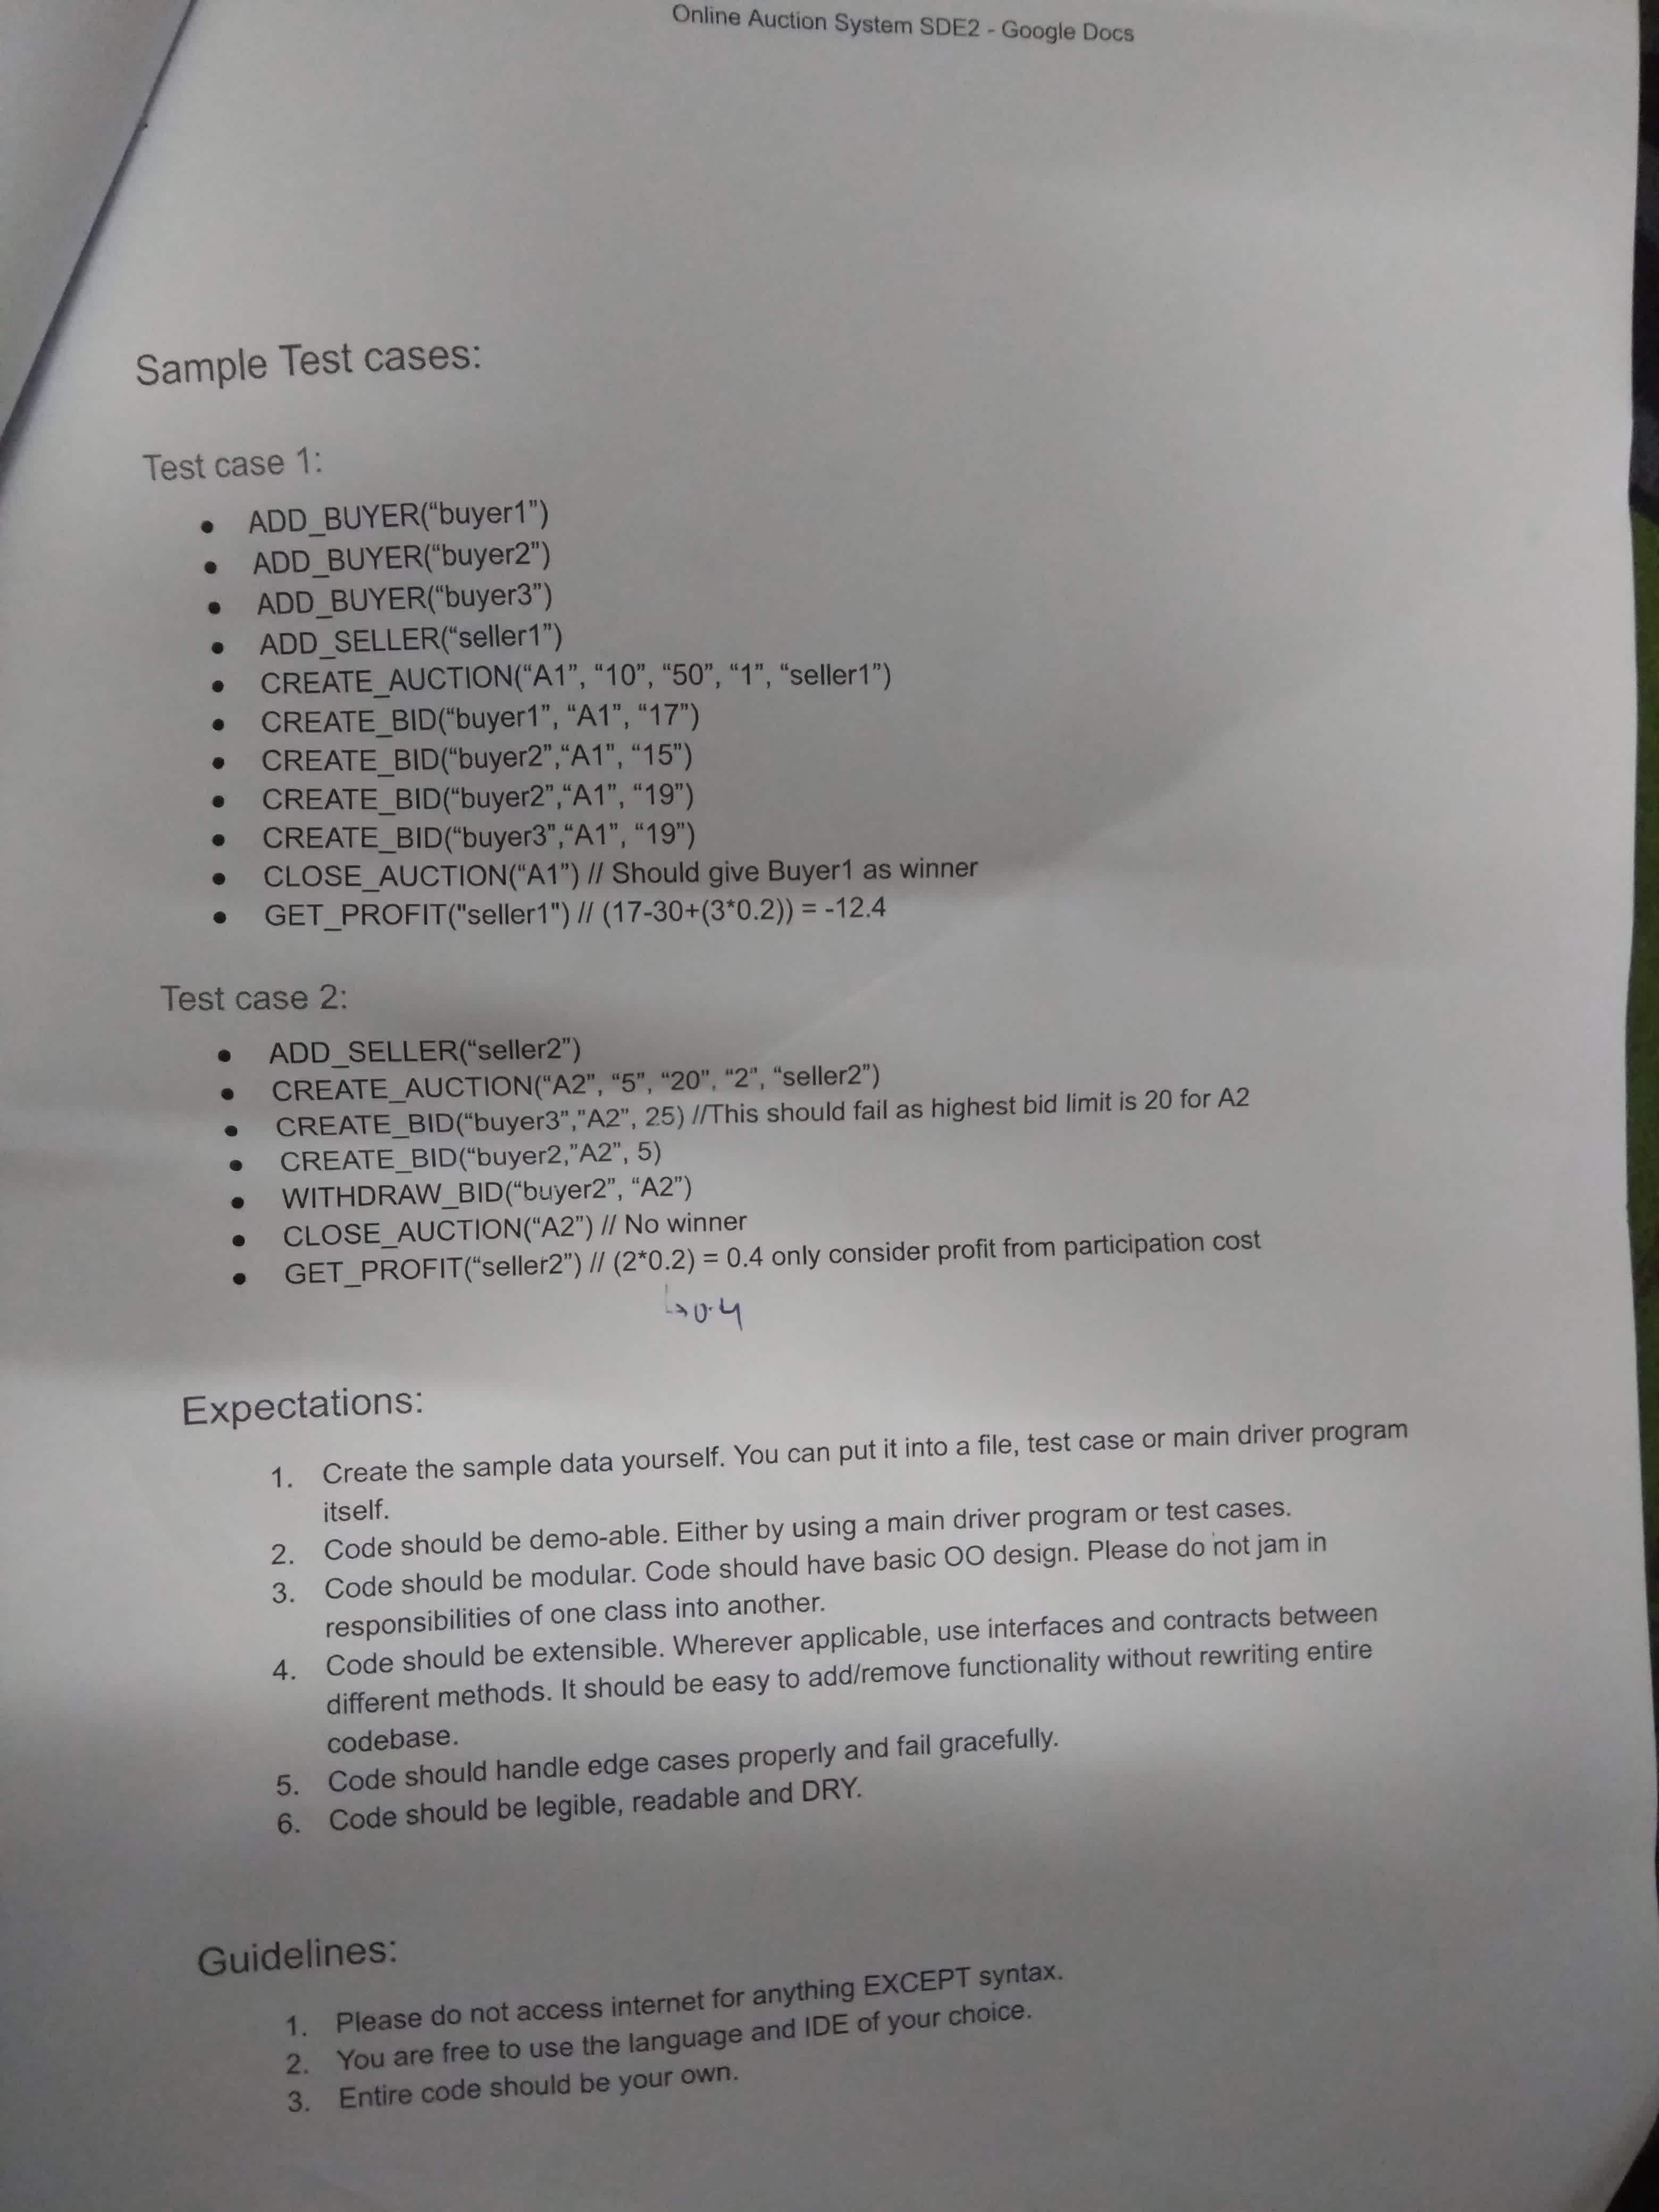 Online Auction System SDE2 - Google Docs
Sample Test cases:
Test case 1:
● ADD_BUYER(“buyer1”)
● ADD_BUYER(“buyer2”)
● ADD_BUYER(“buyer3”)
● ADD_SELLER(“seller1”)
● CREATE_AUCTION(“A1”, “10”, “50”, “1”, “seller1”)
● CREATE_BID(“buyer1”, “A1”, “17”)
● CREATE_BID(“buyer2”,“A1”, “15”)
● CREATE_BID(“buyer2”,“A1”, “19”)
● CREATE_BID(“buyer3”,“A1”, “19”)
● CLOSE_AUCTION(“A1”) // Should give Buyer1 as winner
● GET_PROFIT("seller1") // (17-30+(3*0.2)) = -12.4
Test case 2:
● ADD_SELLER(“seller2”)
● CREATE_AUCTION(“A2”, “5”, “20”, “2”, “seller2”)
● CREATE_BID(“buyer3”,”A2”, 25) //This should fail as highest bid limit is 20 for A2
● CREATE_BID(“buyer2,”A2”, 5)
● WITHDRAW_BID(“buyer2”, “A2”)
● CLOSE_AUCTION(“A2”) // No winner
● GET_PROFIT(“seller2”) // (2*0.2) = 0.4 only consider profit from participation cost
↳ 0.4
Expectations:
1. Create the sample data yourself. You can put it into a file, test case or main driver program
itself.
2. Code should be demo-able. Either by using a main driver program or test cases.
3. Code should be modular. Code should have basic OO design. Please do not jam in
responsibilities of one class into another.
4. Code should be extensible. Wherever applicable, use interfaces and contracts between
different methods. It should be easy to add/remove functionality without rewriting entire
codebase.
5. Code should handle edge cases properly and fail gracefully.
6. Code should be legible, readable and DRY.
Guidelines:
1. Please do not access internet for anything EXCEPT syntax.
2. You are free to use the language and IDE of your choice.
3. Entire code should be your own.